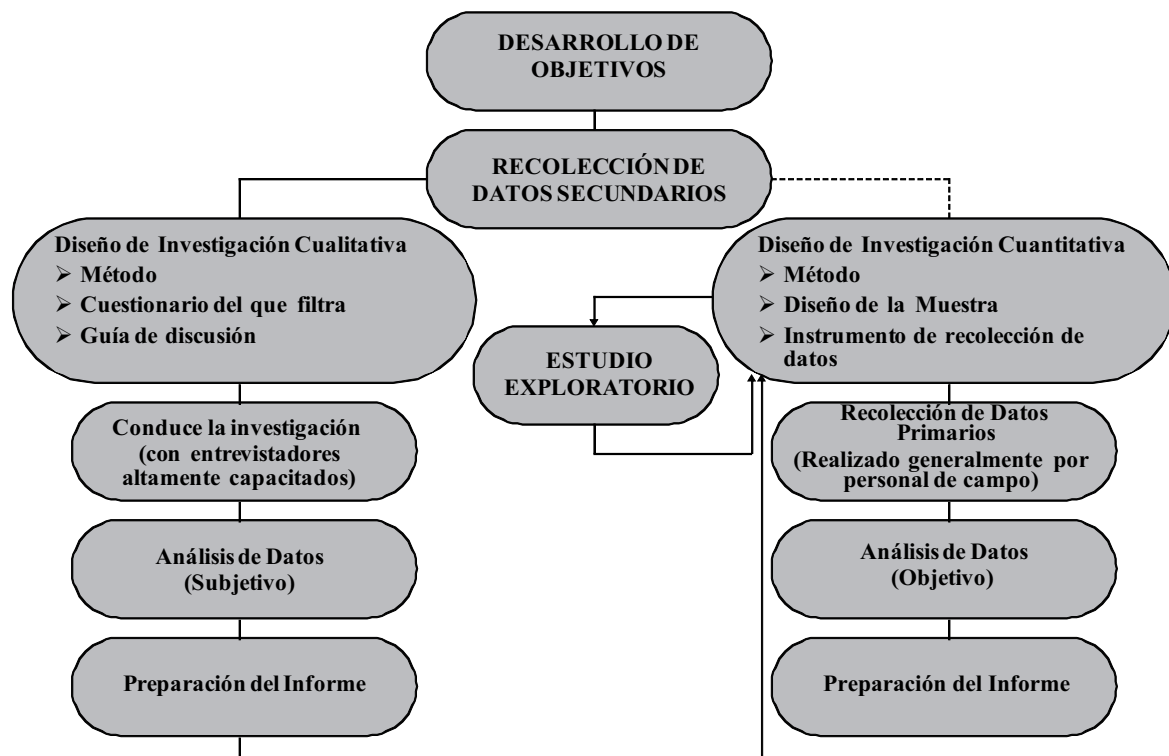 DESARROLLO DE
OBJETIVOS
RECOLECCIÓN DE
DATOS SECUNDARIOS
Diseño de Investigación Cualitativa
➢ Método
➢ Cuestionario del que filtra
➢ Guía de discusión
Diseño de Investigación Cuantitativa
➢ Método
➢ Diseño de la Muestra
➢ Instrumento de recolección de
datos
ESTUDIO
EXPLORATORIO
Conduce la investigación
(con entrevistadores
altamente capacitados)
Recolección de Datos
Primarios
(Realizado generalmente por
personal de campo)
Análisis de Datos
(Subjetivo)
Análisis de Datos
(Objetivo)
Preparación del Informe
Preparación del Informe